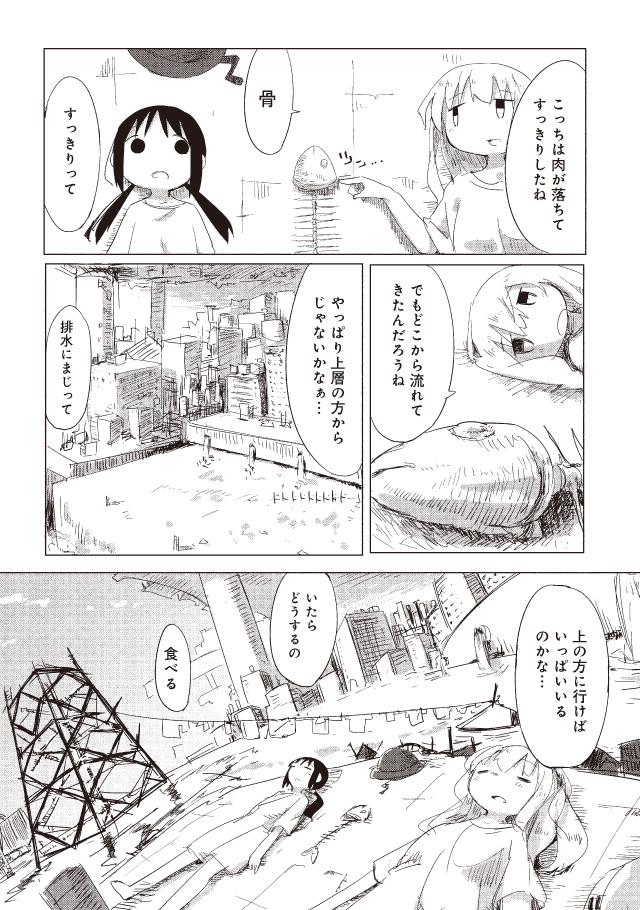 こっちは肉が落ちて
すっきりしたね
ツン…
骨
すっきりって
でもどこから流れて
きたんだろうね
やっぱり上層の方から
じゃないかなぁ…
排水にまじって
上の方に行けば
いっぱいいる
のかな…
いたら
どうするの
食べる